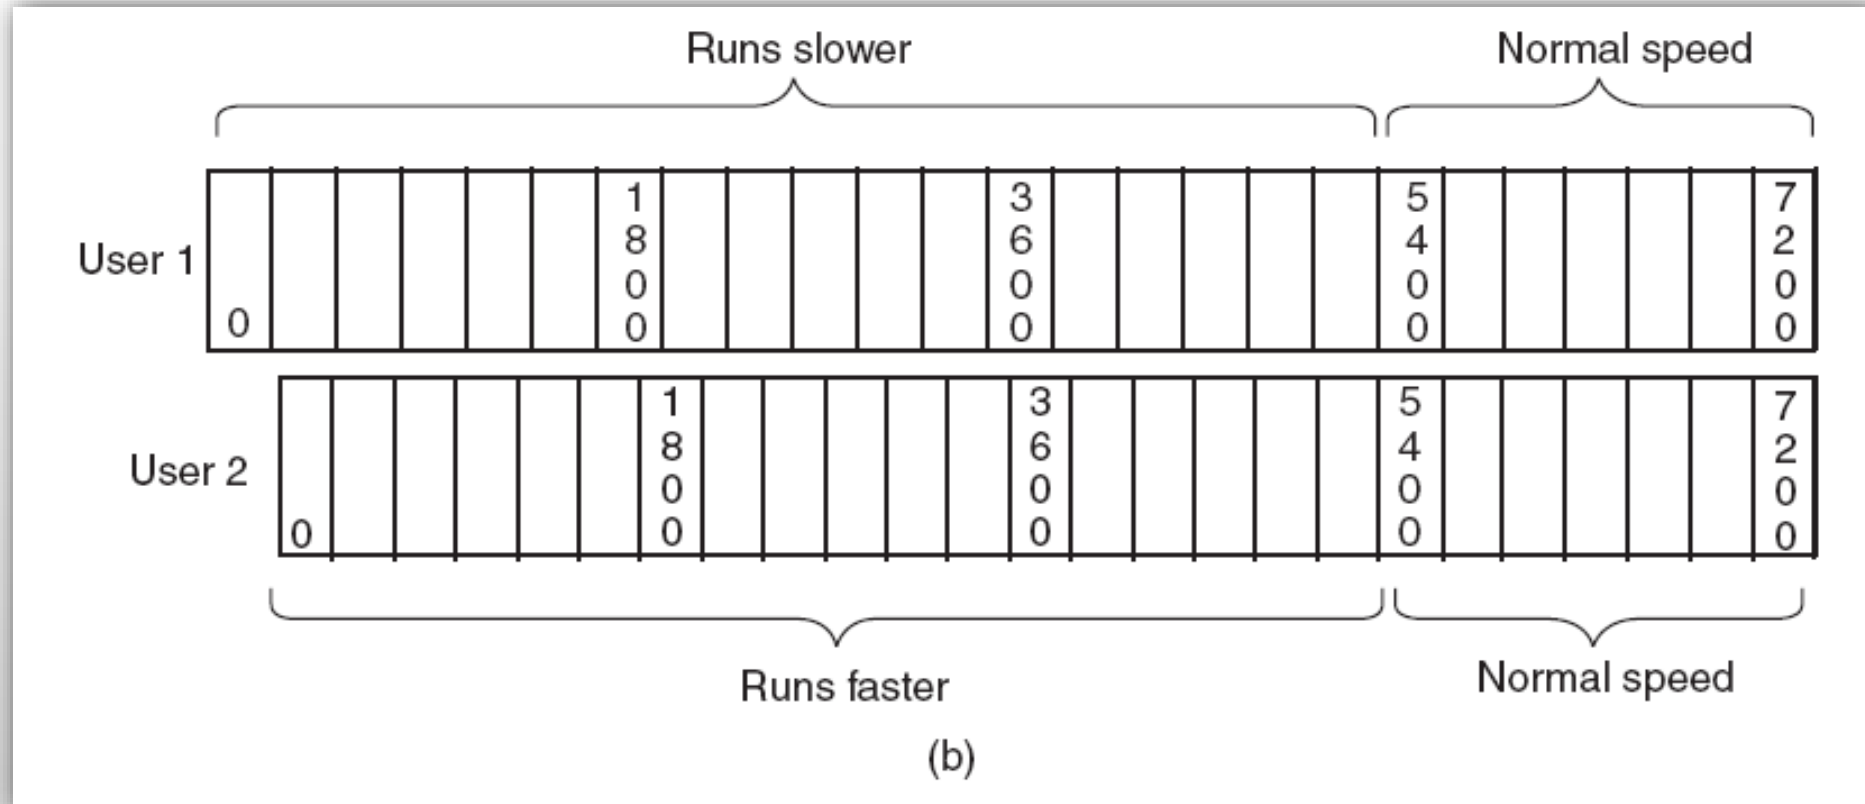 Runs slower
Normal speed
User 1
0
1800
3600
5400
7200
User 2
0
1800
3600
5400
7200
Runs faster
Normal speed
(b)